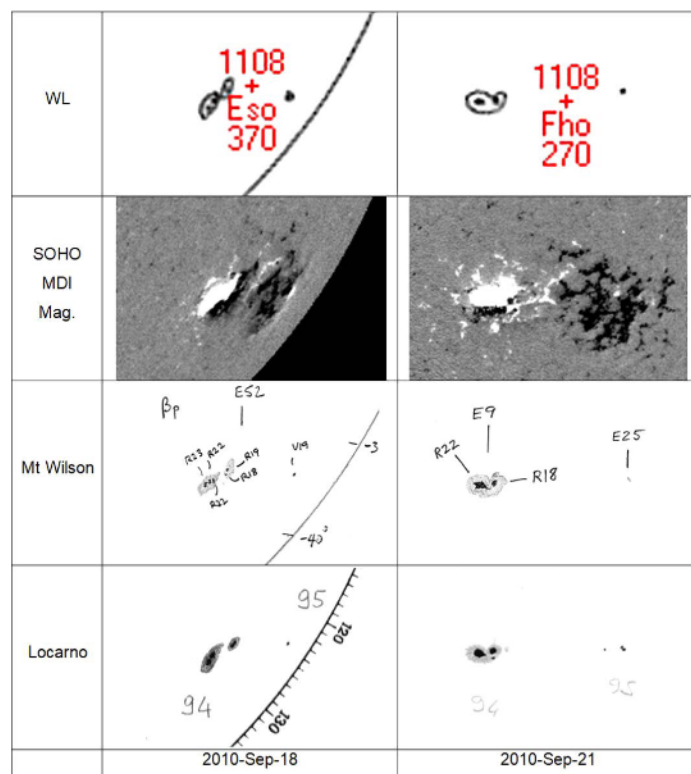 WL
1108
+
Eso
370
1108
+
Fho
270
SOHO
MDI
Mag.
Mt Wilson
βp
E52
R23
R22
R19
V19
R18
R22
-3
-40°
E9
R22
R18
E25
Locarno
95
120
94
130
94
95
2010-Sep-18
2010-Sep-21